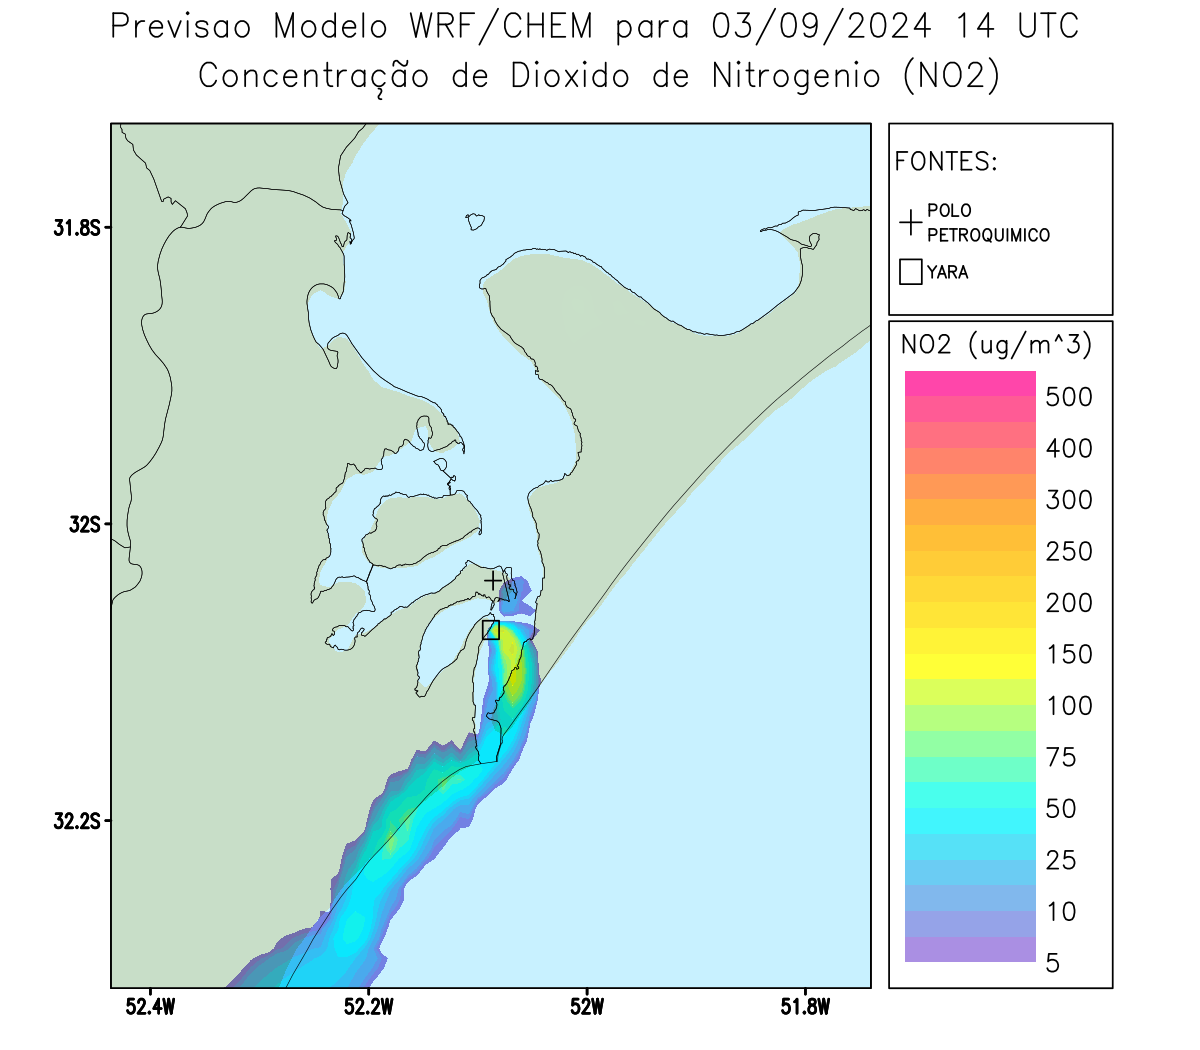 Previsao Modelo WRF/CHEM para 03/09/2024 14 UTC
Concentração de Dioxido de Nitrogenio (NO2)
FONTES:
POLO
PETROQUIMICO
YARA
NO2 (ug/m^3)
500
400
300
250
200
150
100
75
50
25
10
5
31.8S
32S
32.2S
52.4W
52.2W
52W
51.8W